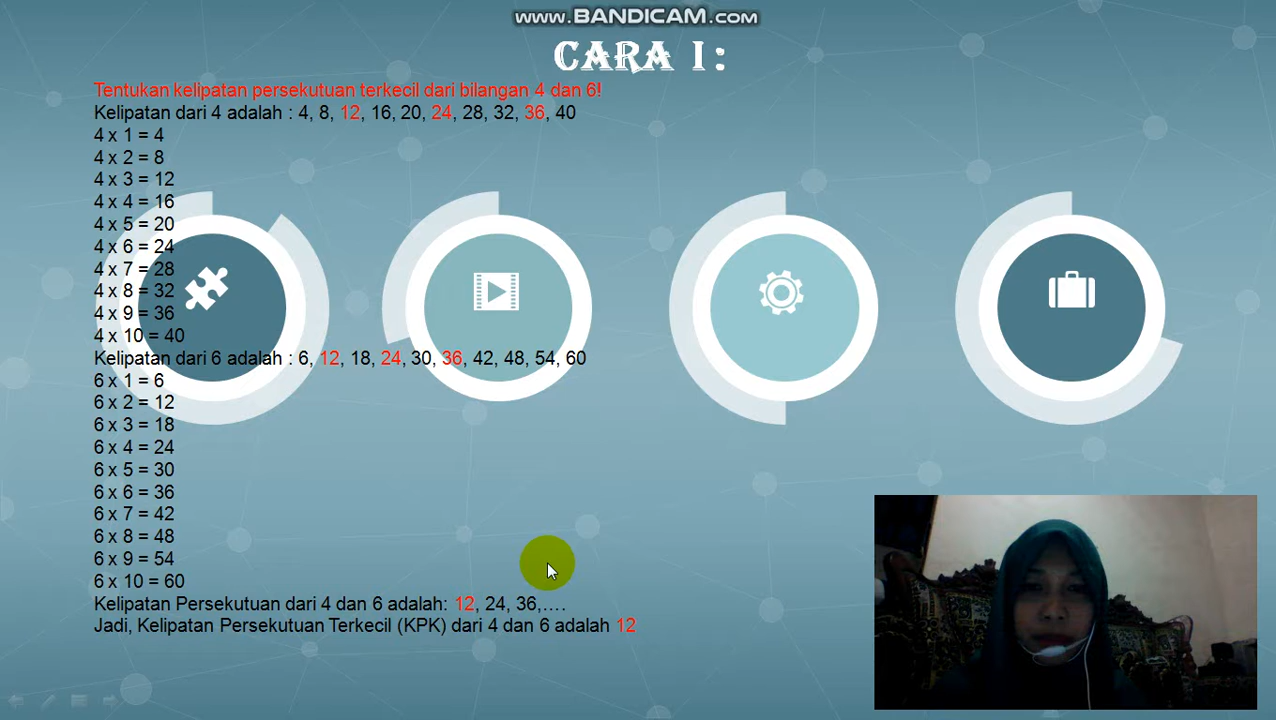 www.BANDICAM.com
CARA 1:
Tentukan kelipatan persekutuan terkecil dari bilangan 4 dan 6!
Kelipatan dari 4 adalah : 4, 8, 12, 16, 20, 24, 28, 32, 36, 40
4 x 1 = 4
4 x 2 = 8
4 x 3 = 12
4 x 4 = 16
4 x 5 = 20
4 x 6 = 24
4 x 7 = 28
4 x 8 = 32
4 x 9 = 36
4 x 10 = 40
Kelipatan dari 6 adalah : 6, 12, 18, 24, 30, 36, 42, 48, 54, 60
6 x 1 = 6
6 x 2 = 12
6 x 3 = 18
6 x 4 = 24
6 x 5 = 30
6 x 6 = 36
6 x 7 = 42
6 x 8 = 48
6 x 9 = 54
6 x 10 = 60
Kelipatan Persekutuan dari 4 dan 6 adalah: 12, 24, 36,....
Jadi, Kelipatan Persekutuan Terkecil (KPK) dari 4 dan 6 adalah 12